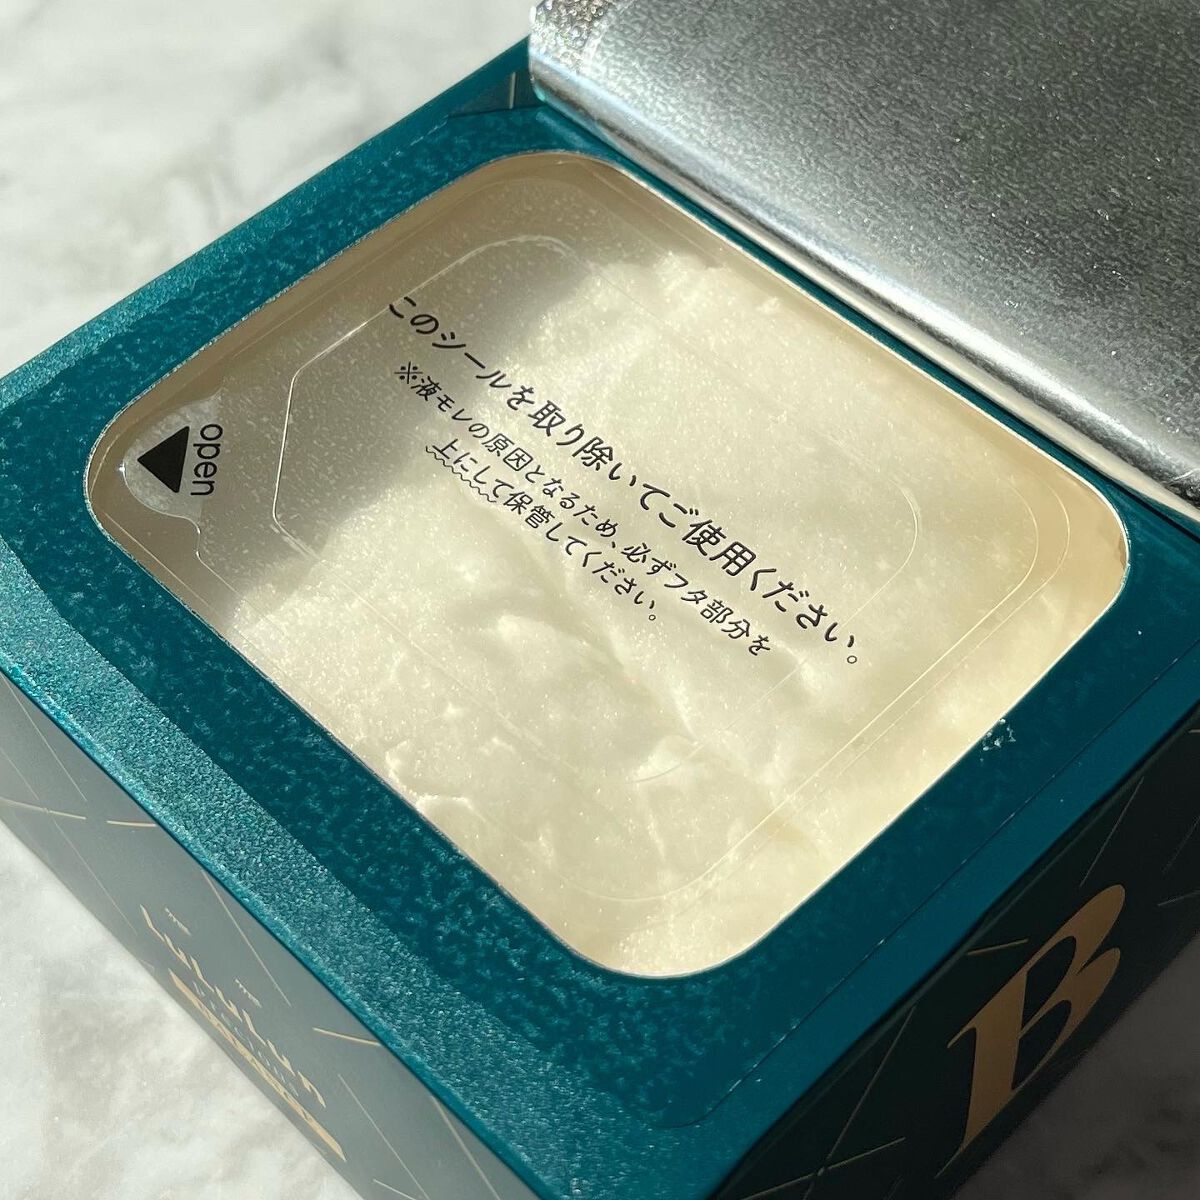 このシールを取り除いてご使用ください。
※液モレの原因となるため、必ずフタ部分を
上にして保管してください。
open
LuLuLun
B